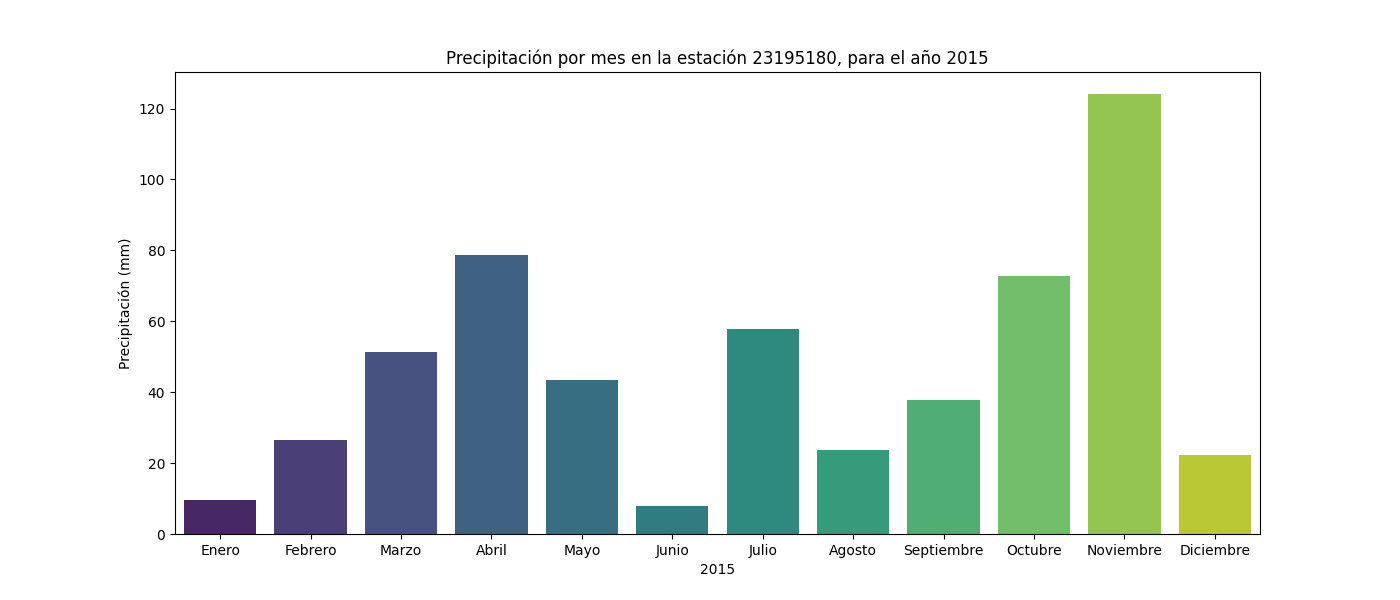 Precipitación por mes en la estación 23195180, para el año 2015
Precipitación (mm)
120
100
80
60
40
20
0
Enero Febrero Marzo Abril Mayo Junio Julio Agosto Septiembre Octubre Noviembre Diciembre
2015